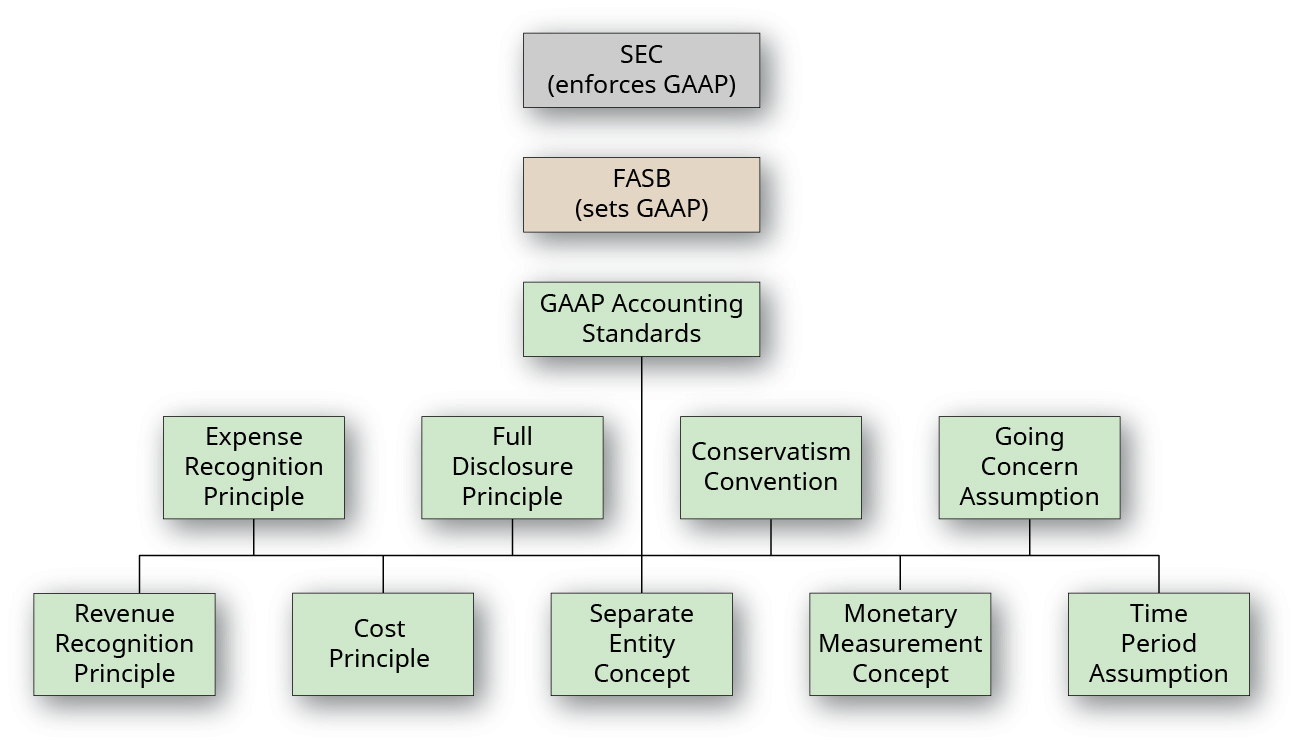 SEC
(enforces GAAP)
FASB
(sets GAAP)
GAAP Accounting
Standards
Expense
Recognition
Principle
Full
Disclosure
Principle
Conservatism
Convention
Going
Concern
Assumption
Revenue
Recognition
Principle
Cost
Principle
Separate
Entity
Concept
Monetary
Measurement
Concept
Time
Period
Assumption